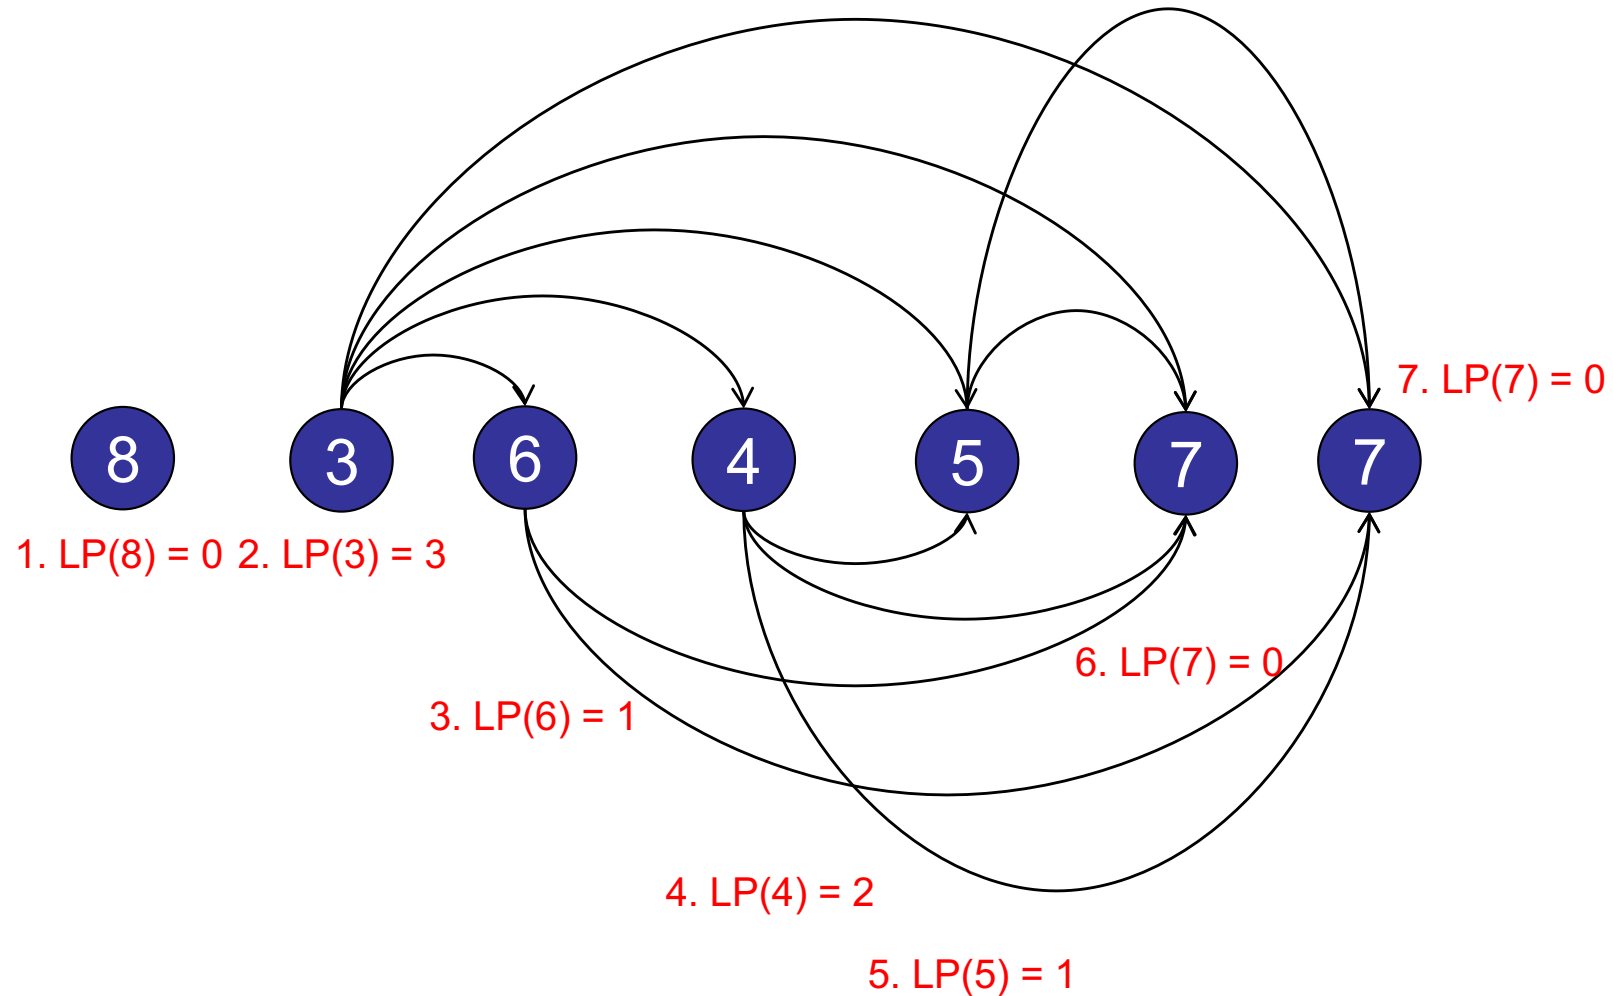 7. LP(7) = 0
8 3 6 4 5 7 7
1. LP(8) = 0 2. LP(3) = 3
6. LP(7) = 0
3. LP(6) = 1
4. LP(4) = 2
5. LP(5) = 1